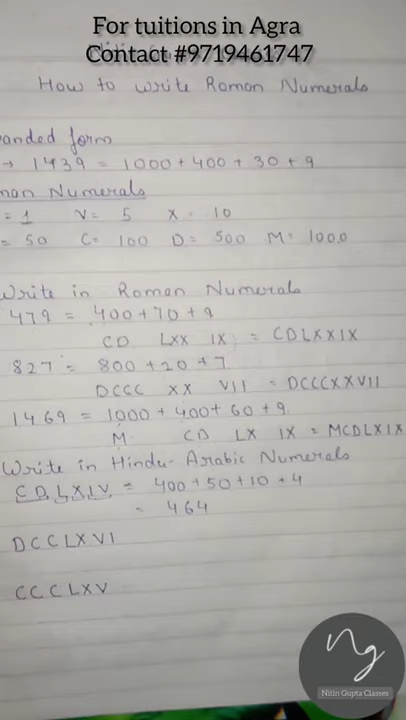 For tuitions in Agra
Contact #9719461747
How to write Roman Numerals
anded form
→ 1439 = 1000 + 400 + 30 + 9
man Numerals
= 1 V = 5 X = 10
= 50 C = 100 D = 500 M = 1000
Write in Roman Numerals
479 = 400 + 70 + 9
CD LXX IX = CDLXXIX
827 = 800 + 20 + 7
DCCC XX VII = DCCCXXVII
1469 = 1000 + 400 + 60 + 9
M CD LX IX = MCDLXIX
Write in Hindu-Arabic Numerals
CDLXIV = 400 + 50 + 10 + 4
= 464
DCCLXVI
CCCLXV
ng
Nitin Gupta Classes